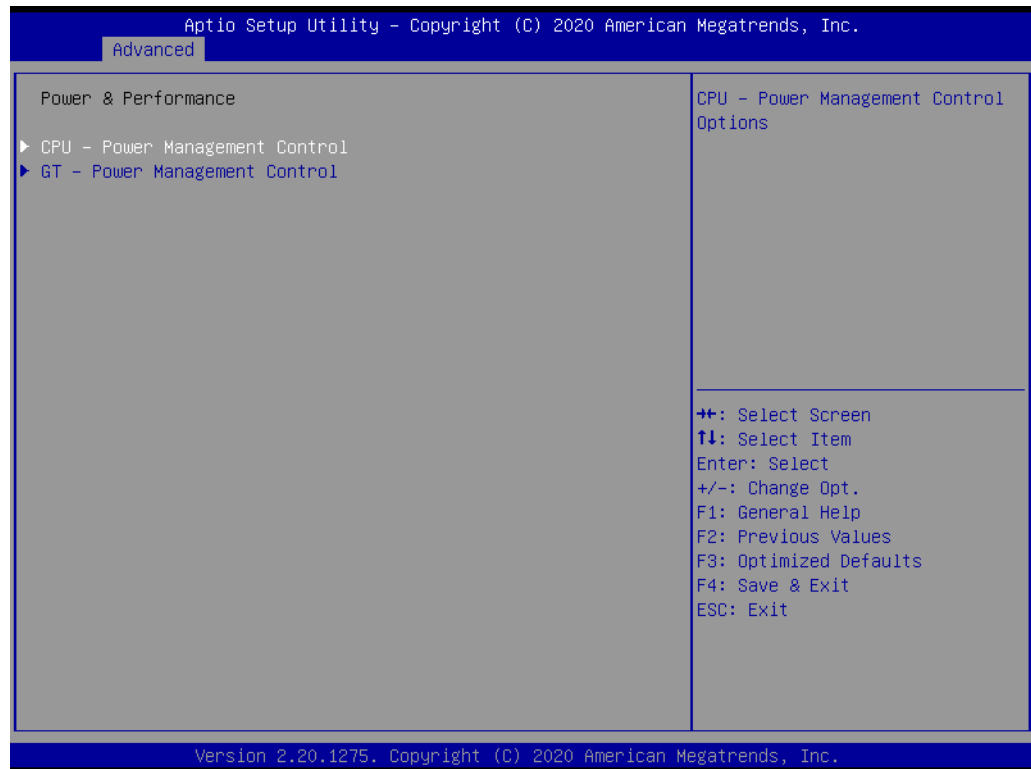 Aptio Setup Utility – Copyright (C) 2020 American Megatrends, Inc.
Advanced
Power & Performance
CPU – Power Management Control
GT – Power Management Control
CPU – Power Management Control
Options
→←: Select Screen
↑↓: Select Item
Enter: Select
+/-: Change Opt.
F1: General Help
F2: Previous Values
F3: Optimized Defaults
F4: Save & Exit
ESC: Exit
Version 2.20.1275. Copyright (C) 2020 American Megatrends, Inc.